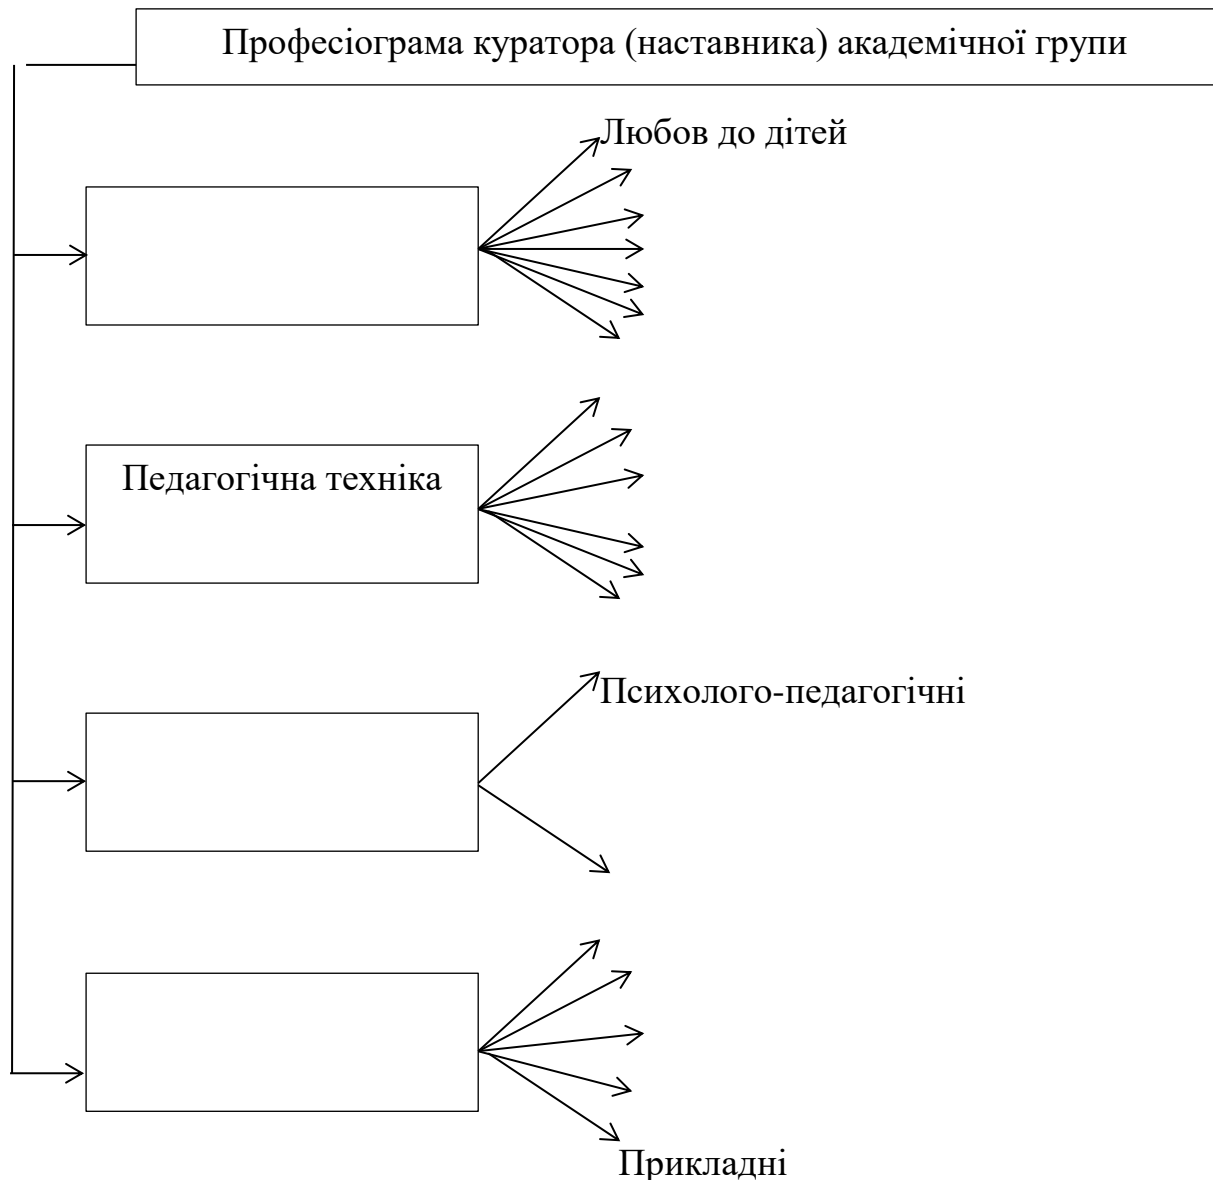 Професіограма куратора (наставника) академічної групи
Любов до дітей
Педагогічна техніка
Психолого-педагогічні
Прикладні